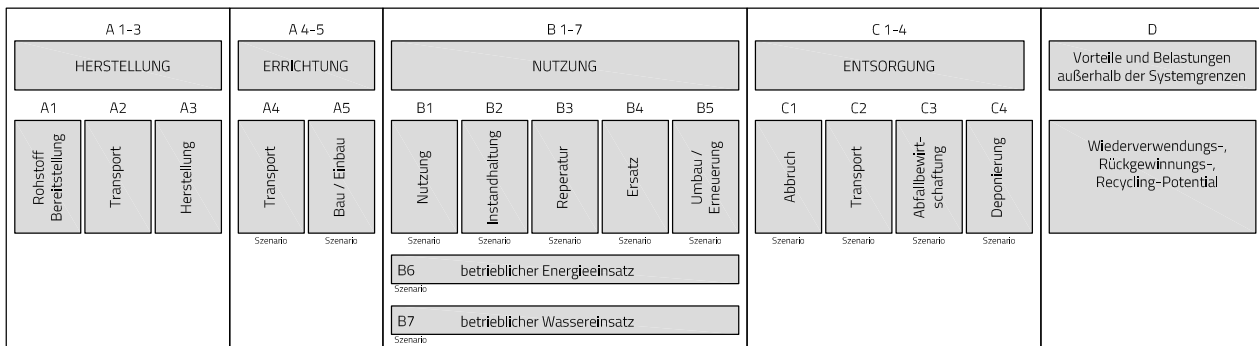 A 1-3
HERSTELLUNG
A1
A2
A3
Rohstoff
Bereitstellung
Transport
Herstellung
A 4-5
ERRICHTUNG
A4
A5
Transport
Bau / Einbau
Szenario
Szenario
B 1-7
NUTZUNG
B1
B2
B3
B4
B5
Nutzung
Instandhaltung
Reperatur
Ersatz
Umbau /
Erneuerung
Szenario
Szenario
Szenario
Szenario
Szenario
B6 betrieblicher Energieeinsatz
Szenario
B7 betrieblicher Wassereinsatz
Szenario
C 1-4
ENTSORGUNG
C1
C2
C3
C4
Abbruch
Transport
Abfallbewirt-
schaftung
Deponierung
Szenario
Szenario
Szenario
Szenario
D
Vorteile und Belastungen
außerhalb der Systemgrenzen
Wiederverwendungs-,
Rückgewinnungs-,
Recycling-Potential